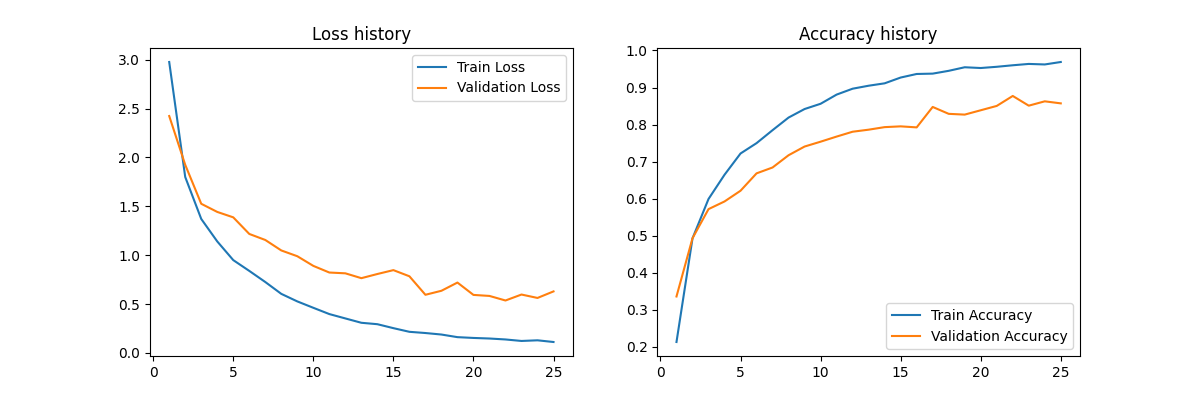 Loss history
3.0
2.5
2.0
1.5
1.0
0.5
0.0
0 5 10 15 20 25
Train Loss
Validation Loss
Accuracy history
1.0
0.9
0.8
0.7
0.6
0.5
0.4
0.3
0.2
0 5 10 15 20 25
Train Accuracy
Validation Accuracy